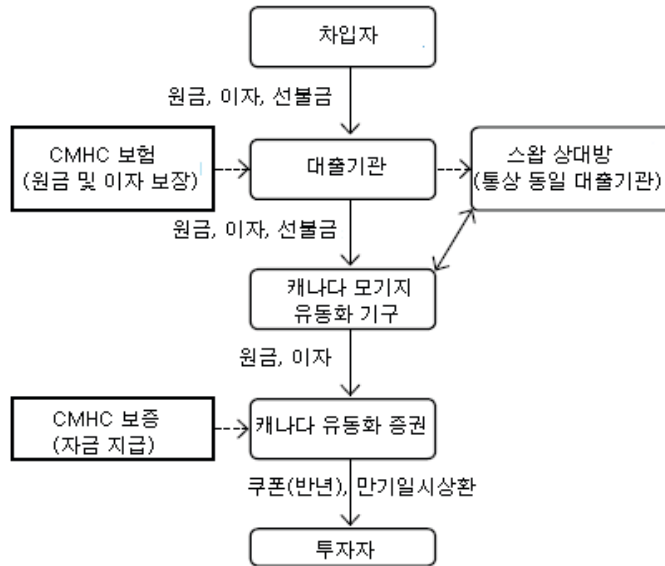 차입자
원금, 이자, 선불금
CMHC 보험
(원금 및 이자 보장)
대출기관
스왑 상대방
(통상 동일 대출기관)
원금, 이자, 선불금
캐나다 모기지
유동화 기구
원금, 이자
CMHC 보증
(자금 지급)
캐나다 유동화 증권
쿠폰(반년), 만기일시상환
투자자